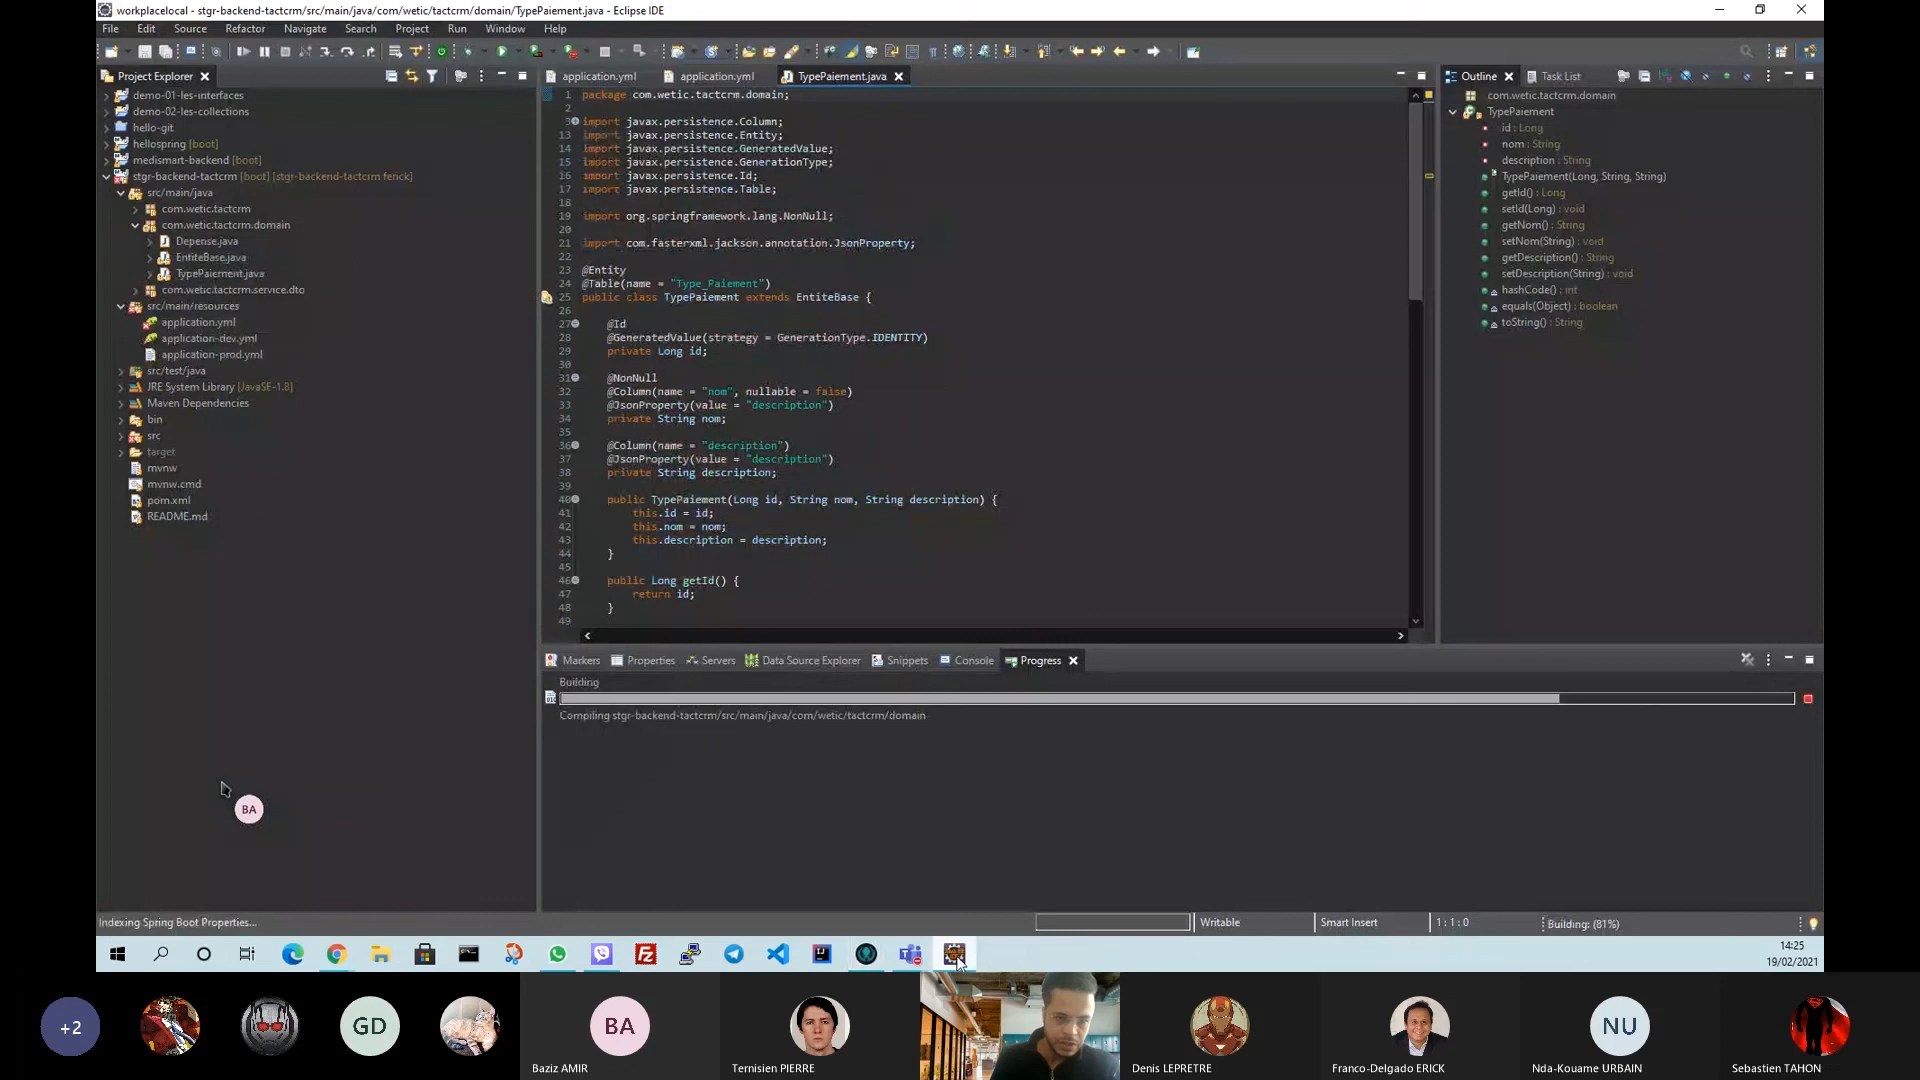 workplacelocal - stgr-backend-tactcrm/src/main/java/com/wetic/tactcrm/domain/TypePaiement.java - Eclipse IDE
File Edit Source Refactor Navigate Search Project Run Window Help
Project Explorer
application.yml
application.yml
TypePaiement.java
Outline
Task List
demo-01-les-interfaces
demo-02-les-collections
hello-git
hellospring [boot]
medismart-backend [boot]
stgr-backend-tactcrm [boot] [stgr-backend-tactcrm ferick]
src/main/java
com.wetic.tactcrm
com.wetic.tactcrm.domain
Depense.java
EntiteBase.java
TypePaiement.java
com.wetic.tactcrm.service.dto
src/main/resources
application.yml
application-dev.yml
application-prod.yml
src/test/java
JRE System Library [JavaSE-1.8]
Maven Dependencies
bin
src
target
mvnw
mvnw.cmd
pom.xml
README.md
1 package com.wetic.tactcrm.domain;
2
3 import javax.persistence.Column;
13 import javax.persistence.Entity;
14 import javax.persistence.GeneratedValue;
15 import javax.persistence.GenerationType;
16 import javax.persistence.Id;
17 import javax.persistence.Table;
18
19 import org.springframework.lang.NonNull;
20
21 import com.fasterxml.jackson.annotation.JsonProperty;
22
23 @Entity
24 @Table(name = "Type_Paiement")
25 public class TypePaiement extends EntiteBase {
26
27 @Id
28 @GeneratedValue(strategy = GenerationType.IDENTITY)
29 private Long id;
30
31 @NonNull
32 @Column(name = "nom", nullable = false)
33 @JsonProperty(value = "description")
34 private String nom;
35
36 @Column(name = "description")
37 @JsonProperty(value = "description")
38 private String description;
39
40 public TypePaiement(Long id, String nom, String description) {
41 this.id = id;
42 this.nom = nom;
43 this.description = description;
44 }
45
46 public Long getId() {
47 return id;
48 }
49
com.wetic.tactcrm.domain
TypePaiement
id : Long
nom : String
description : String
TypePaiement(Long, String, String)
getId() : Long
setId(Long) : void
getNom() : String
setNom(String) : void
getDescription() : String
setDescription(String) : void
hashCode() : int
equals(Object) : boolean
toString() : String
Markers Properties Servers Data Source Explorer Snippets Console Progress
Building
Compiling stgr-backend-tactcrm/src/main/java/com/wetic/tactcrm/domain
BA
Indexing Spring Boot Properties...
Writable
Smart Insert
1 : 1 : 0
Building: (81%)
14:25
19/02/2021
+2
GD
BA
NU
Baziz AMIR
Ternisien PIERRE
Denis LEPRETRE
Franco-Delgado ERICK
Nda-Kouame URBAIN
Sebastien TAHON